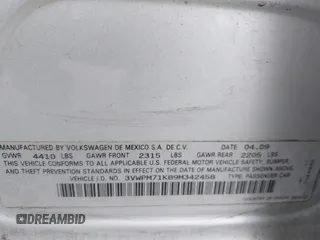 MANUFACTURED BY VOLKSWAGEN DE MEXICO S.A. DE C.V. DATE 04.09
GVWR 4410 LBS GAWR FRONT 2315 LBS GAWR REAR 2205 LBS
THIS VEHICLE CONFORMS TO ALL APPLICABLE U.S. FEDERAL MOTOR VEHICLE SAFETY, BUMPER,
AND THEFT PREVENTION STANDARDS IN EFFECT ON THE DATE OF MANUFACTURE SHOWN ABOVE.
VEHICLE I.D. NO. 3VWPM71K89M342458 TYPE: PASSENGER CAR
DREAMBID